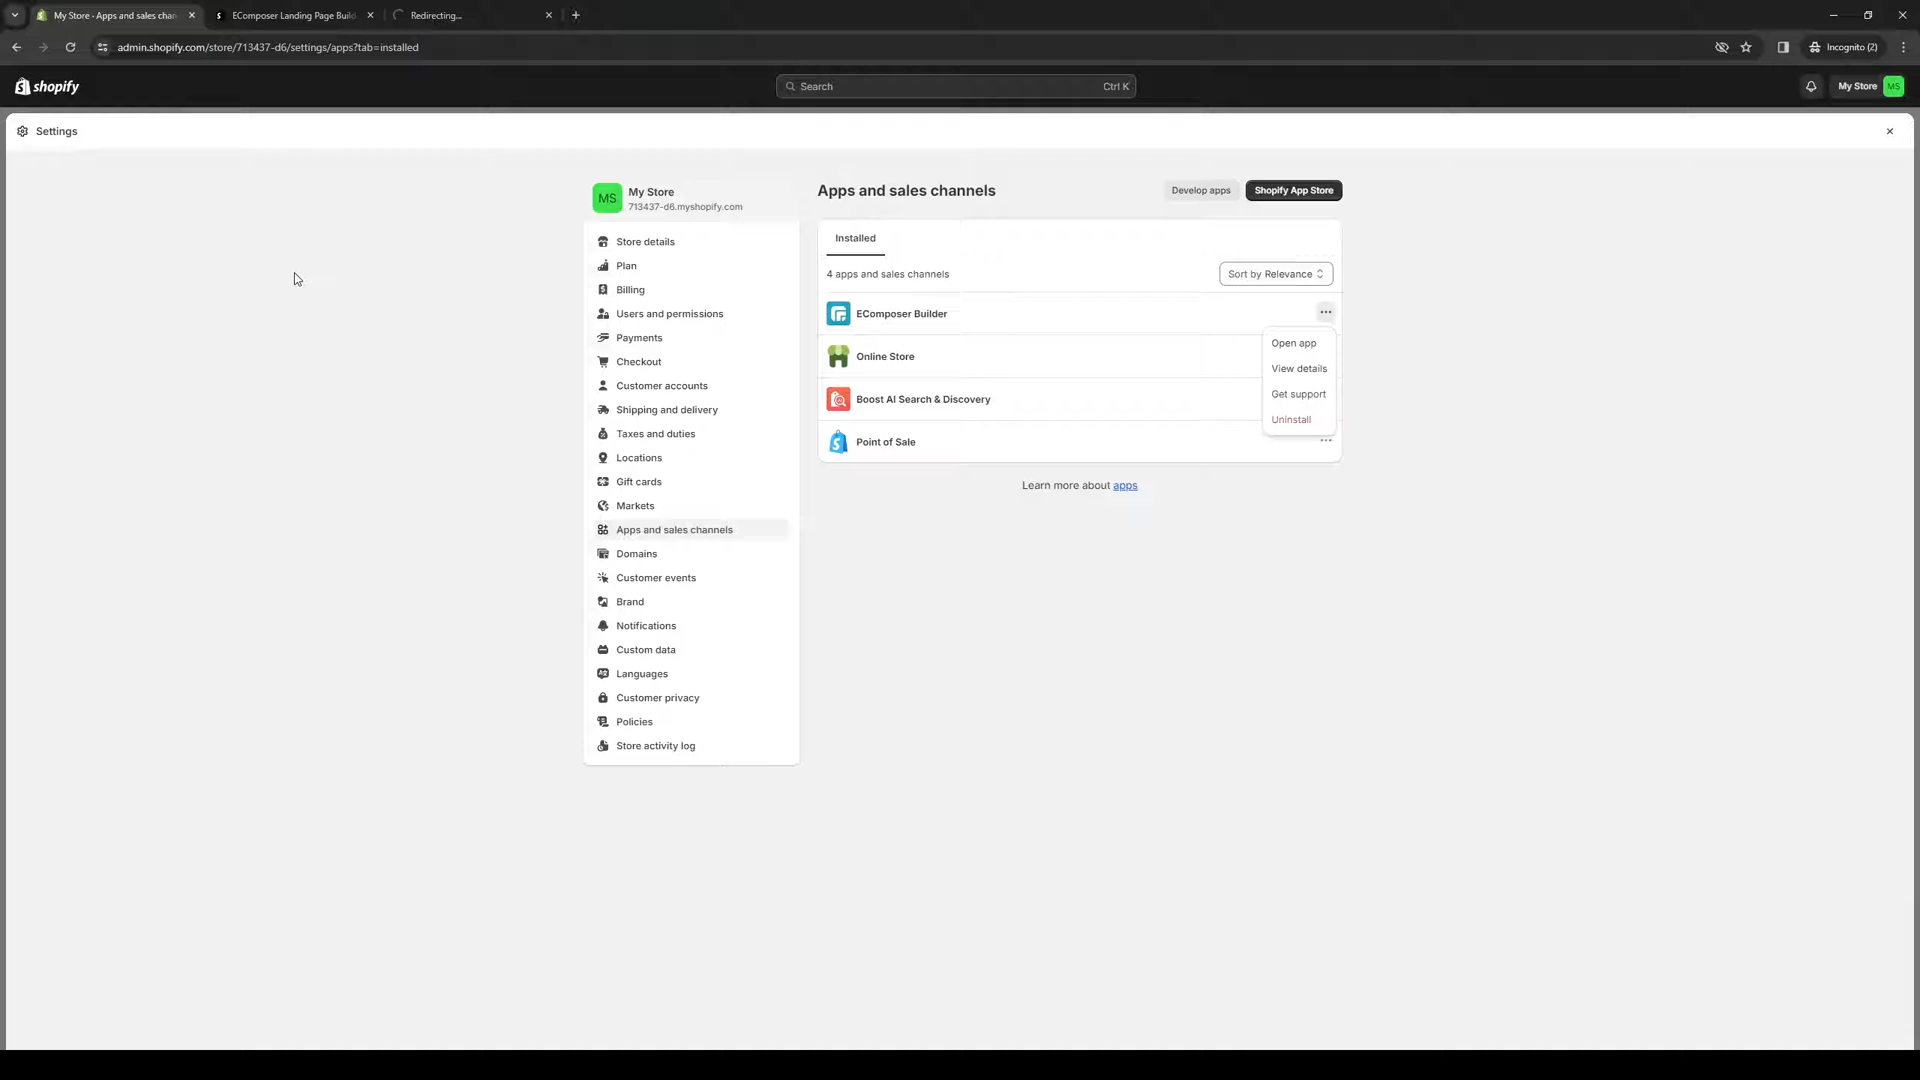 My Store - Apps and sales chan
EComposer Landing Page Build
Redirecting...
admin.shopify.com/store/713437-d6/settings/apps?tab=installed
Incognito (2)
shopify
Search
Ctrl K
My Store
MS
Settings
MS
My Store
713437-d6.myshopify.com
Store details
Plan
Billing
Users and permissions
Payments
Checkout
Customer accounts
Shipping and delivery
Taxes and duties
Locations
Gift cards
Markets
Apps and sales channels
Domains
Customer events
Brand
Notifications
Custom data
Languages
Customer privacy
Policies
Store activity log
Apps and sales channels
Develop apps
Shopify App Store
Installed
4 apps and sales channels
Sort by Relevance
EComposer Builder
Online Store
Boost AI Search & Discovery
Point of Sale
Open app
View details
Get support
Uninstall
Learn more about apps